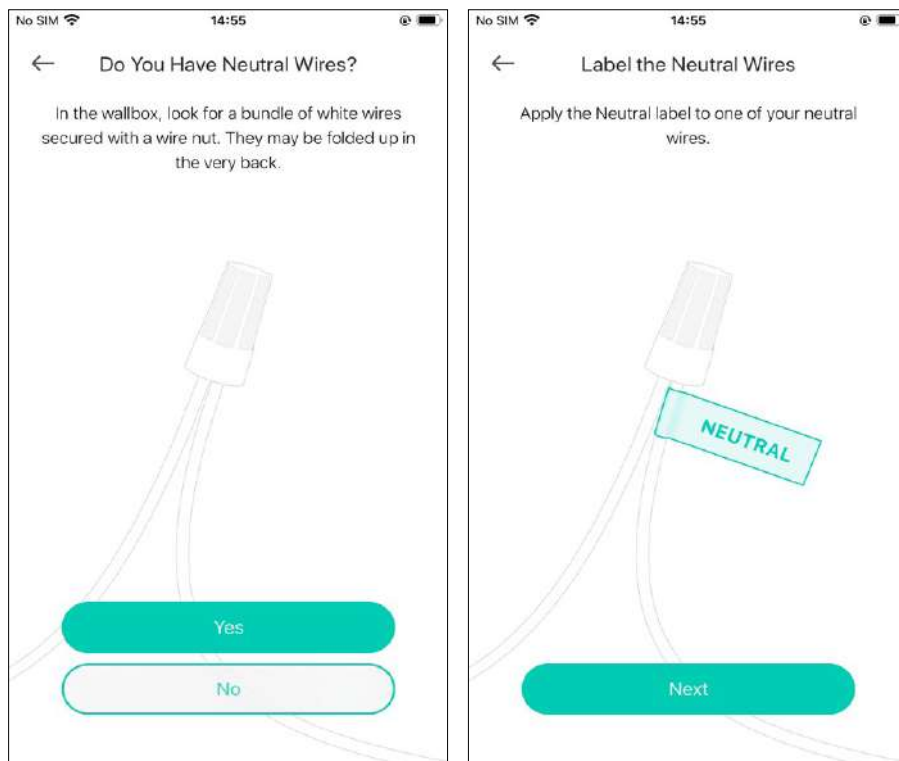 No SIM 14:55
Do You Have Neutral Wires?
In the wallbox, look for a bundle of white wires
secured with a wire nut. They may be folded up in
the very back.
Yes
No
No SIM 14:55
Label the Neutral Wires
Apply the Neutral label to one of your neutral
wires.
NEUTRAL
Next